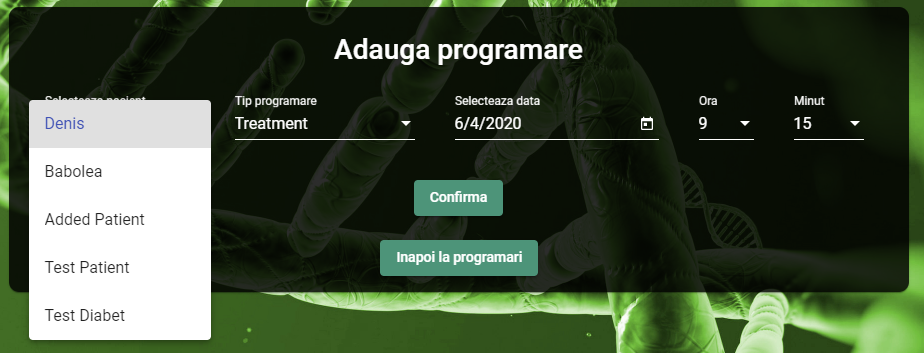 Adauga programare
Selecteaza pacient
Tip programare
Selecteaza data
Ora
Minut
Denis
Treatment
6/4/2020
9
15
Babolea
Added Patient
Test Patient
Test Diabet
Confirma
Inapoi la programari